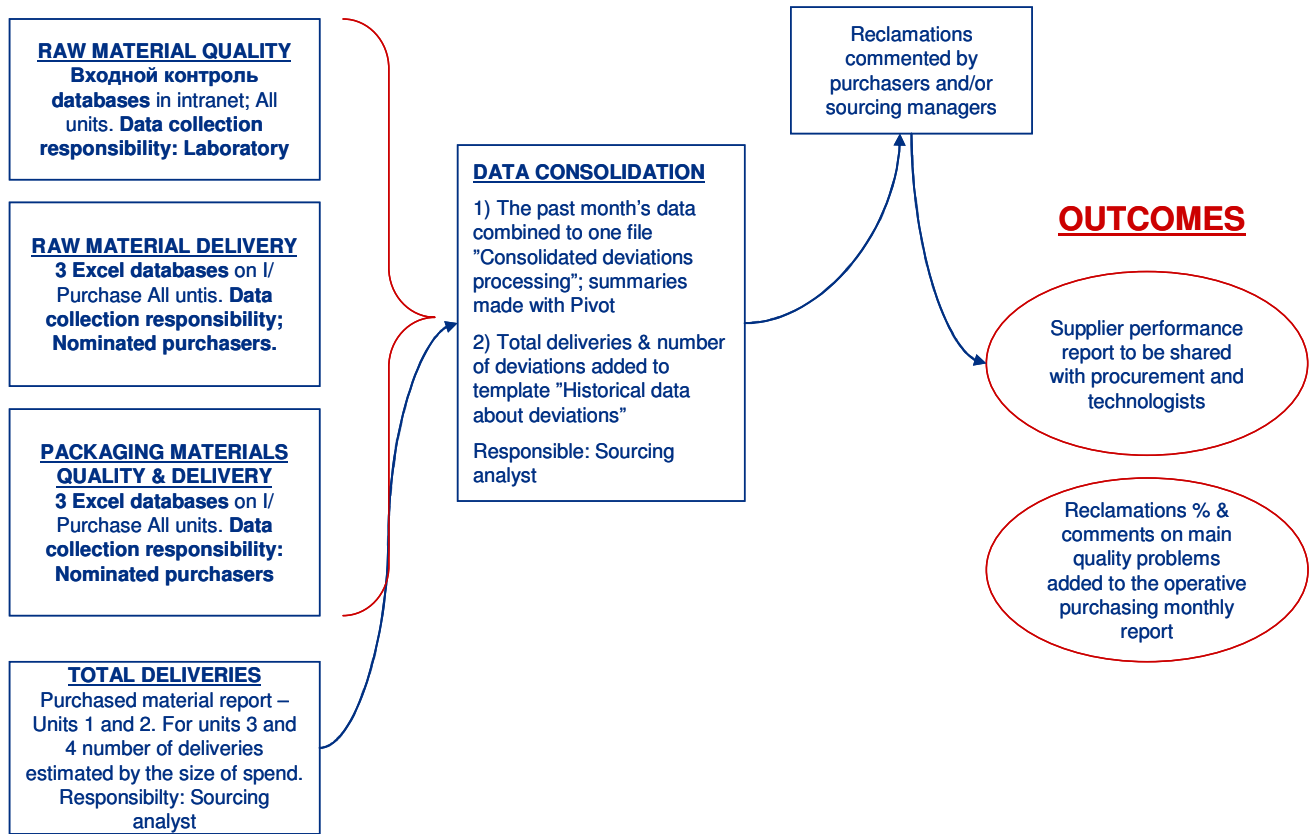 RAW MATERIAL QUALITY
Входной контроль
databases in intranet; All
units. Data collection
responsibility: Laboratory
RAW MATERIAL DELIVERY
3 Excel databases on I/
Purchase All untis. Data
collection responsibility;
Nominated purchasers.
PACKAGING MATERIALS
QUALITY & DELIVERY
3 Excel databases on I/
Purchase All units. Data
collection responsibility:
Nominated purchasers
TOTAL DELIVERIES
Purchased material report –
Units 1 and 2. For units 3 and
4 number of deliveries
estimated by the size of spend.
Responsibilty: Sourcing
analyst
DATA CONSOLIDATION
1) The past month’s data
combined to one file
”Consolidated deviations
processing”; summaries
made with Pivot
2) Total deliveries & number
of deviations added to
template ”Historical data
about deviations”
Responsible: Sourcing
analyst
Reclamations
commented by
purchasers and/or
sourcing managers
OUTCOMES
Supplier performance
report to be shared
with procurement and
technologists
Reclamations % &
comments on main
quality problems
added to the operative
purchasing monthly
report